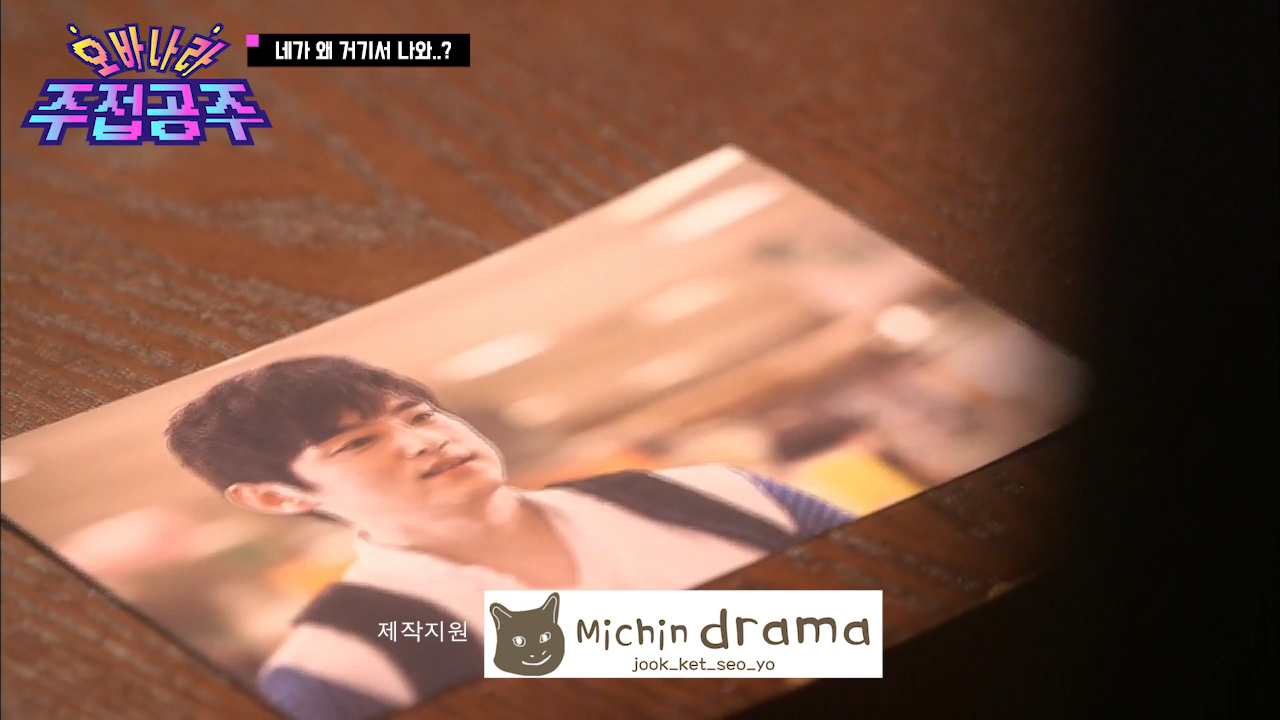 오바나라
주접공주
네가 왜 거기서 나와..?
제작지원
Michin drama
jook_ket_seo_yo